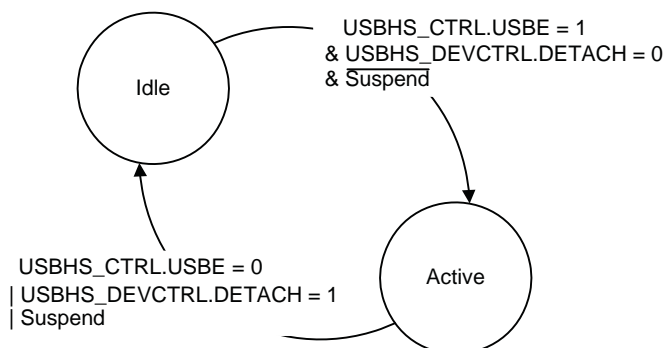 USBHS_CTRL.USBE = 1
& USBHS_DEVCTRL.DETACH = 0
& Suspend
Idle
USBHS_CTRL.USBE = 0
| USBHS_DEVCTRL.DETACH = 1
| Suspend
Active